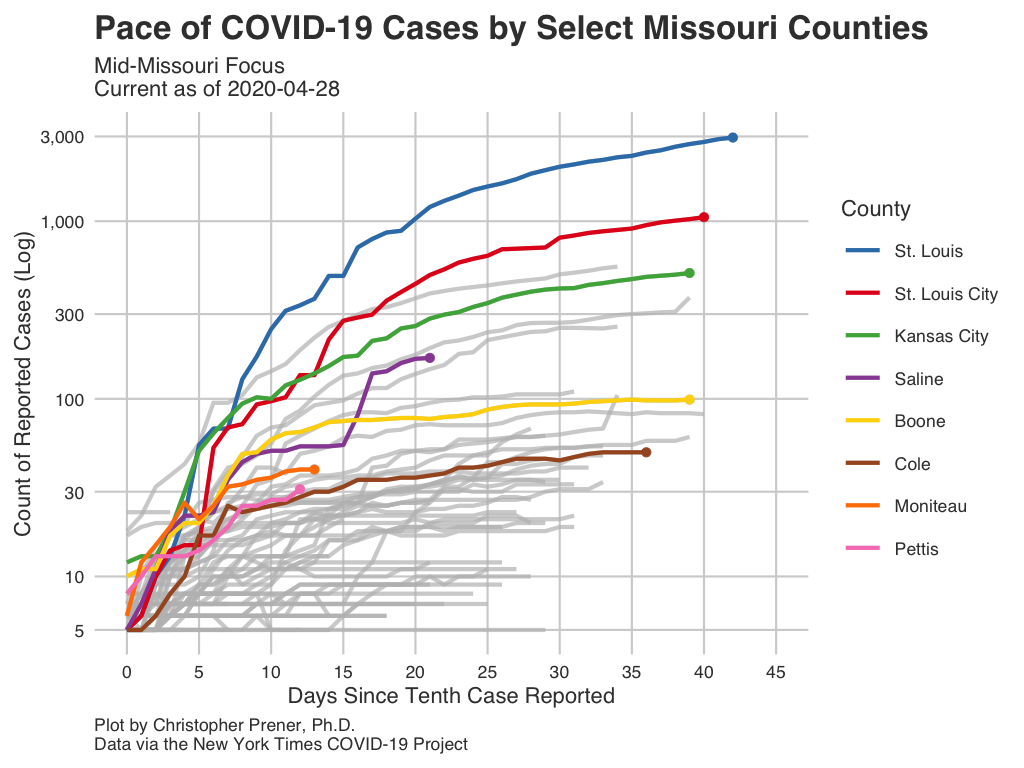 Pace of COVID-19 Cases by Select Missouri Counties
Mid-Missouri Focus
Current as of 2020-04-28
Count of Reported Cases (Log)
3,000
1,000
300
100
30
10
5
0 5 10 15 20 25 30 35 40 45
Days Since Tenth Case Reported
County
St. Louis
St. Louis City
Kansas City
Saline
Boone
Cole
Moniteau
Pettis
Plot by Christopher Prener, Ph.D.
Data via the New York Times COVID-19 Project